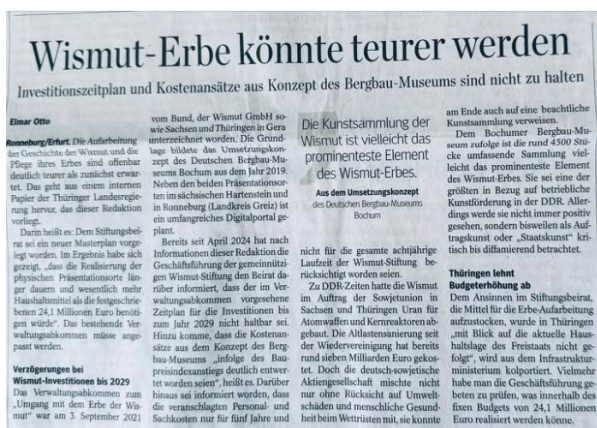 Wismut-Erbe könnte teurer werden
Investitionszeitplan und Kostenansätze aus Konzept des Bergbau-Museums sind nicht zu halten
Elmar Otto
Ronneburg/Erfurt. Die Aufarbeitung
der Geschichte der Wismut und die
Pflege ihres Erbes sind offenbar
deutlich teurer als zunächst erwar-
tet. Das geht aus einem internen
Papier der Thüringer Landesregie-
rung hervor, das dieser Redaktion
vorliegt.
Darin heißt es: Dem Stiftungsbei-
rat sei ein neuer Masterplan vorge-
legt worden. Im Ergebnis habe sich
gezeigt, „dass die Realisierung der
physischen Präsentationsorte län-
ger dauern und wesentlich mehr
Haushaltsmittel als die festgeschrie-
benen 24,1 Millionen Euro benöti-
gen würde“. Das bestehende Ver-
waltungsabkommen müsse ange-
passt werden.
Verzögerungen bei
Wismut-Investitionen bis 2029
Das Verwaltungsabkommen zum
„Umgang mit dem Erbe der Wis-
mut“ war am 3. September 2021
vom Bund, der Wismut GmbH so-
wie Sachsen und Thüringen in Gera
unterzeichnet worden. Die Grund-
lage bildete das Umsetzungskon-
zept des Deutschen Bergbau-Mu-
seums Bochum aus dem Jahr 2019.
Neben den beiden Präsentationsor-
ten im sächsischen Hartenstein und
in Ronneburg (Landkreis Greiz) ist
ein umfangreiches Digitalportal ge-
plant.
Bereits seit April 2024 hat nach
Informationen dieser Redaktion die
Geschäftsführung der gemeinnützi-
gen Wismut-Stiftung den Beirat da-
rüber informiert, dass der im Ver-
waltungsabkommen vorgesehene
Zeitplan für die Investitionen bis
zum Jahr 2029 nicht haltbar sei.
Hinzu komme, dass die Kostenan-
sätze aus dem Konzept des Berg-
bau-Museums „infolge des Bau-
preisindexanstiegs deutlich entwer-
tet worden seien“, heißt es. Darüber
hinaus sei informiert worden, dass
die veranschlagten Personal- und
Sachkosten nur für fünf Jahre und
Die Kunstsammlung der
Wismut ist vielleicht das
prominenteste Element
des Wismut-Erbes.
Aus dem Umsetzungskonzept
des Deutschen Bergbau-Museums
Bochum
nicht für die gesamte achtjährige
Laufzeit der Wismut-Stiftung be-
rücksichtigt worden seien.
Zu DDR-Zeiten hatte die Wismut
im Auftrag der Sowjetunion in
Sachsen und Thüringen Uran für
Atomwaffen und Kernreaktoren ab-
gebaut. Die Altlastensanierung seit
der Wiedervereinigung hat bereits
rund sieben Milliarden Euro gekos-
tet. Doch die deutsch-sowjetische
Aktiengesellschaft mischte nicht
nur ohne Rücksicht auf Umwelt-
schäden und menschliche Gesund-
heit beim Wettrüsten mit, sie konnte
am Ende auch auf eine beachtliche
Kunstsammlung verweisen.
Dem Bochumer Bergbau-Mu-
seum zufolge ist die rund 4500 Stü-
cke umfassende Sammlung viel-
leicht das prominenteste Element
des Wismut-Erbes. Sie sei eine der
größten in Bezug auf betriebliche
Kunstförderung in der DDR. Aller-
dings werde sie nicht immer positiv
gesehen, sondern bisweilen als Auf-
tragskunst oder „Staatskunst“ kri-
tisch bis diffamierend betrachtet.
Thüringen lehnt
Budgeterhöhung ab
Dem Ansinnen im Stiftungsbeirat,
die Mittel für die Erbe-Aufarbeitung
aufzustocken, wurde in Thüringen
„mit Blick auf die aktuelle Haus-
haltslage des Freistaats nicht ge-
folgt“, wird aus dem Infrastruktur-
ministerium kolportiert. Vielmehr
habe man die Geschäftsführung ge-
beten zu prüfen, was innerhalb des
fixen Budgets von 24,1 Millionen
Euro realisiert werden könne.